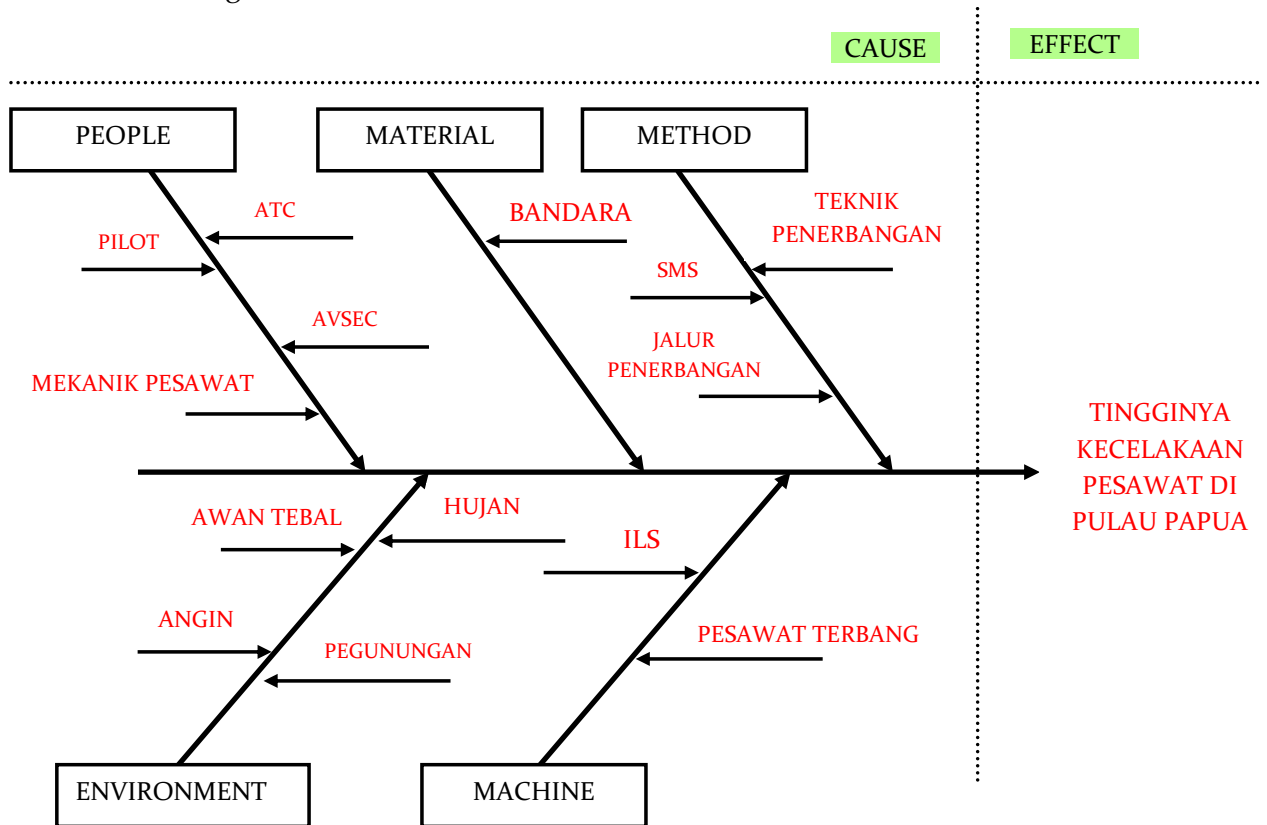 CAUSE
EFFECT
PEOPLE
MATERIAL
METHOD
ATC
PILOT
AVSEC
MEKANIK PESAWAT
BANDARA
TEKNIK
PENERBANGAN
SMS
JALUR
PENERBANGAN
TINGGINYA
KECELAKAAN
PESAWAT DI
PULAU PAPUA
AWAN TEBAL
HUJAN
ANGIN
PEGUNUNGAN
ILS
PESAWAT TERBANG
ENVIRONMENT
MACHINE